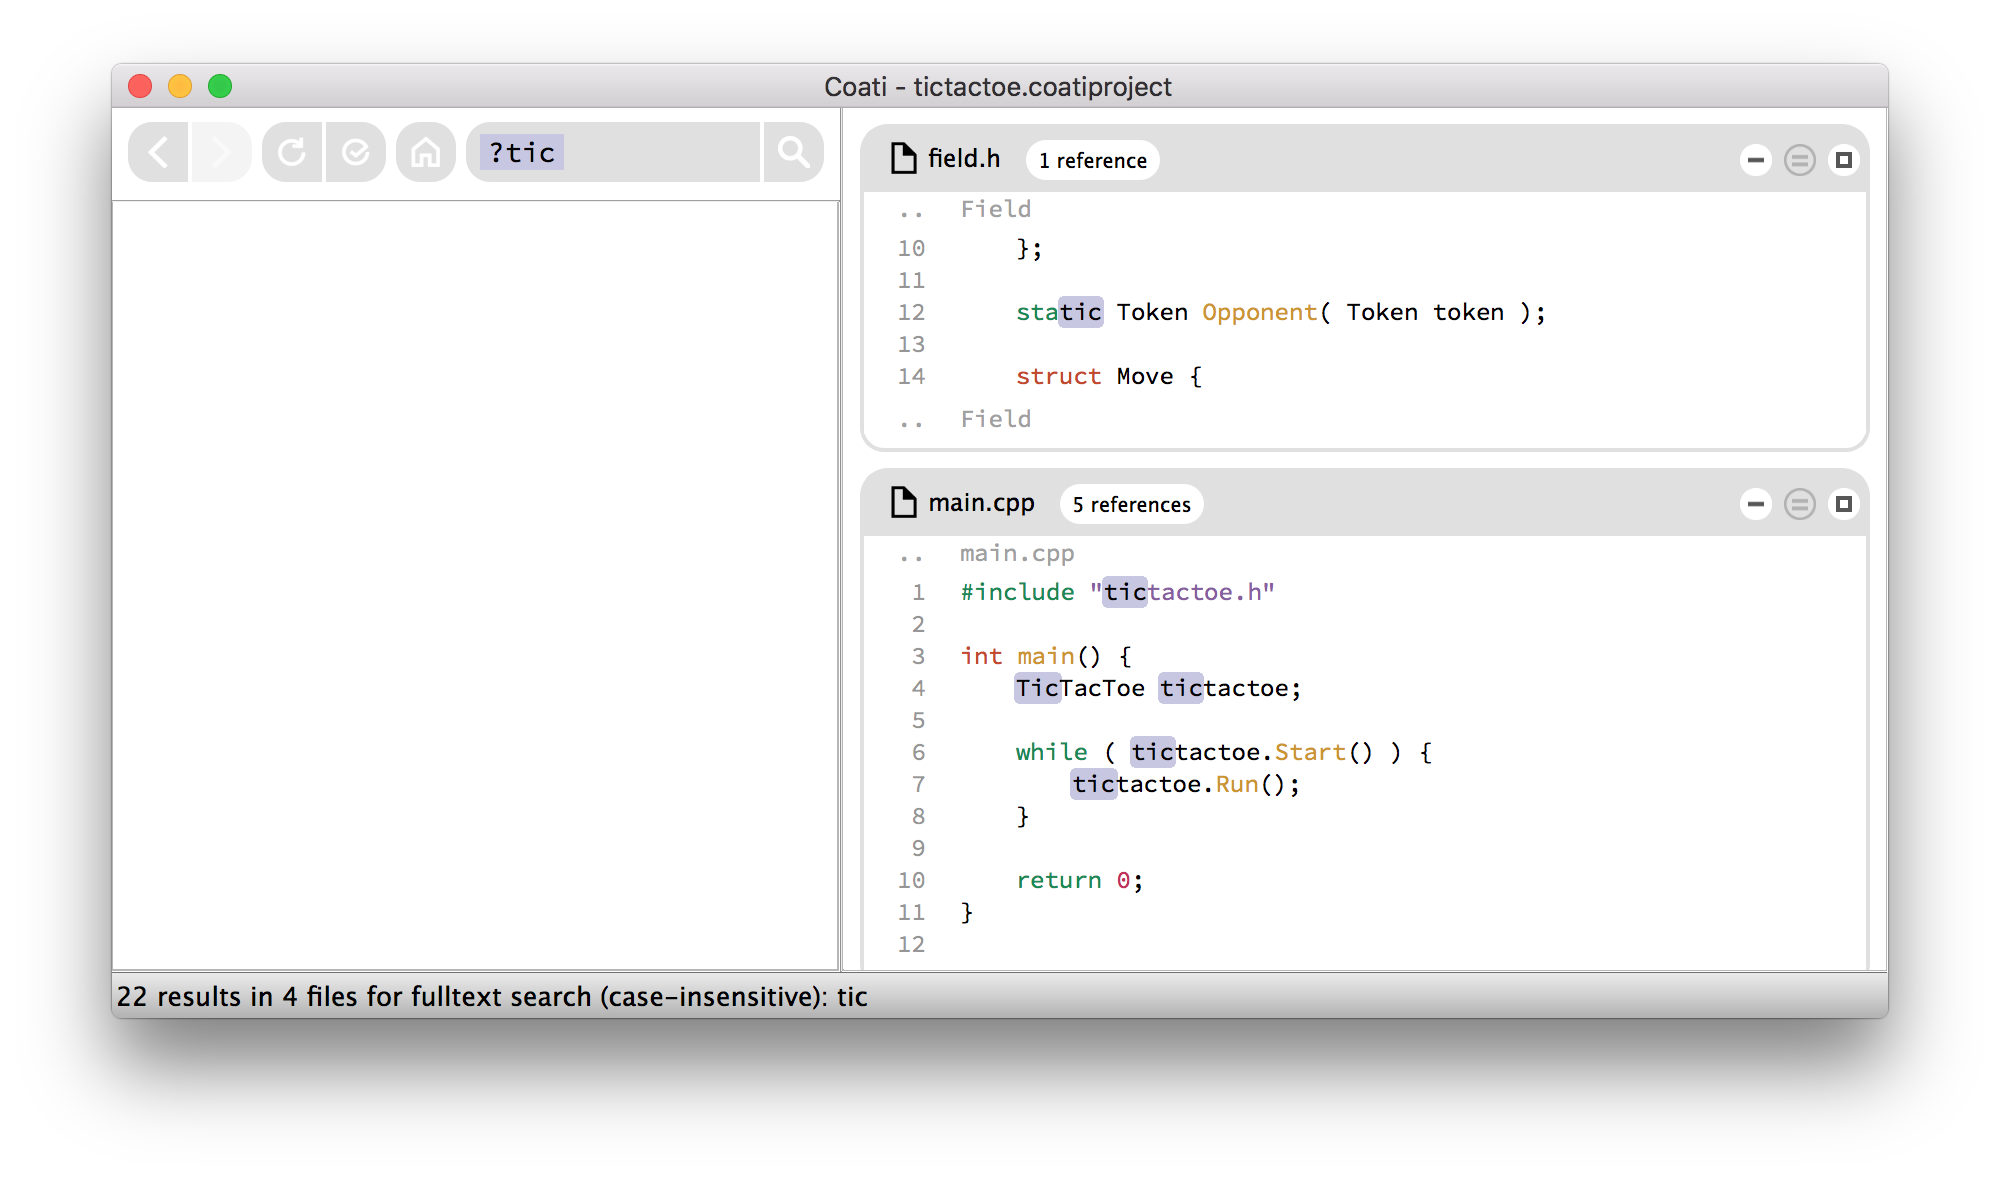 Coati - tictactoe.coatiproject
?tic
field.h 1 reference
.. Field
10 };
11
12 static Token Opponent( Token token );
13
14 struct Move {
.. Field
main.cpp 5 references
.. main.cpp
1 #include "tictactoe.h"
2
3 int main() {
4 TicTacToe tictactoe;
5
6 while ( tictactoe.Start() ) {
7 tictactoe.Run();
8 }
9
10 return 0;
11 }
12
22 results in 4 files for fulltext search (case-insensitive): tic